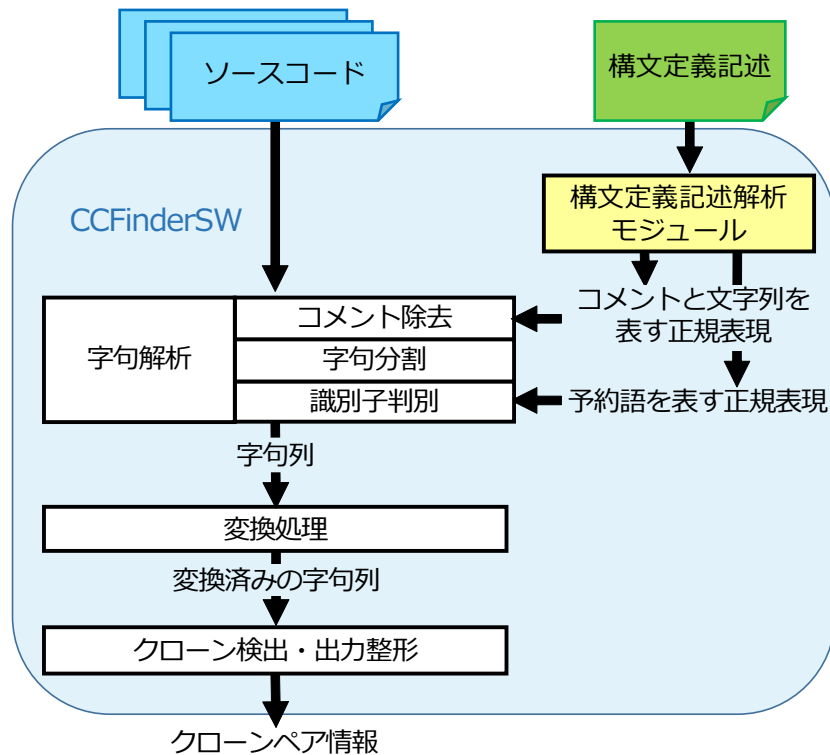 ソースコード
構文定義記述
CCFinderSW
構文定義記述解析
モジュール
コメントと文字列を
表す正規表現
字句解析
コメント除去
字句分割
識別子判別
予約語を表す正規表現
字句列
変換処理
変換済みの字句列
クローン検出・出力整形
クローンペア情報